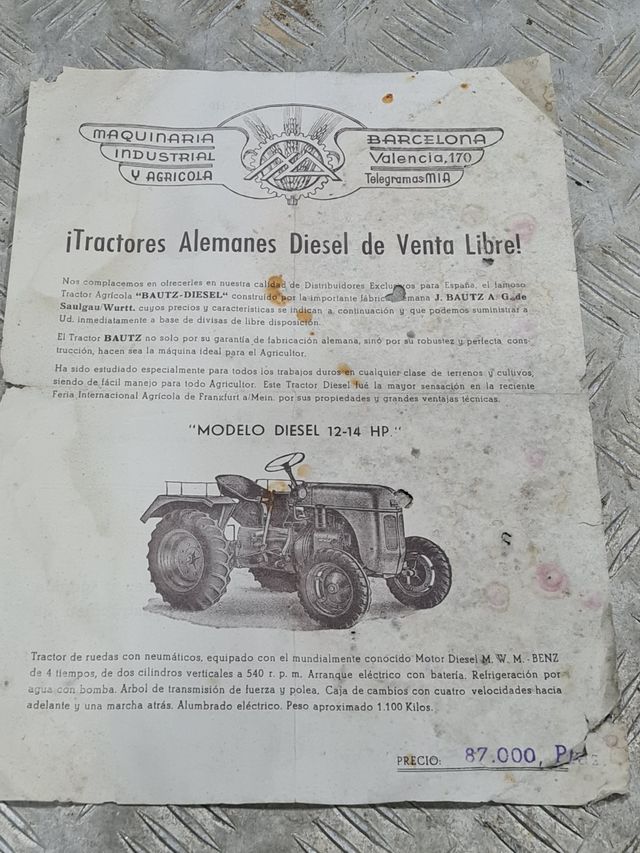 MAQUINARIA
INDUSTRIAL
Y AGRICOLA
BARCELONA
Valencia, 170
Telegramas MIA
¡Tractores Alemanes Diesel de Venta Libre!
Nos complacemos en ofrecerles en nuestra calidad de Distribuidores Exclusivos para España, el famoso
Tractor Agrícola "BAUTZ-DIESEL" construído por la importante fábrica alemana J. BAUTZ A. G. de
Saulgau/Wurtt. cuyos precios y características se indican a continuación y que podemos suministrar a
Ud. inmediatamente a base de divisas de libre disposición.
El Tractor BAUTZ no solo por su garantía de fabricación alemana, sinó por su robustez y perfecta cons-
trucción, hacen sea la máquina ideal para el Agricultor.
Ha sido estudiado especialmente para todos los trabajos duros en cualquier clase de terrenos y cultivos,
siendo de fácil manejo para todo Agricultor. Este Tractor Diesel fué la mayor sensación en la reciente
Feria Internacional Agrícola de Frankfurt a/Mein. por sus propiedades y grandes ventajas técnicas.
"MODELO DIESEL 12-14 HP."
Tractor de ruedas con neumáticos, equipado con el mundialmente conocido Motor Diesel M. W. M. - BENZ
de 4 tiempos, de dos cilindros verticales a 540 r. p. m. Arranque eléctrico con batería. Refrigeración por
agua con bomba. Arbol de transmisión de fuerza y polea. Caja de cambios con cuatro velocidades hacia
adelante y una marcha atrás. Alumbrado eléctrico. Peso aproximado 1.100 Kilos.
PRECIO: 87.000,